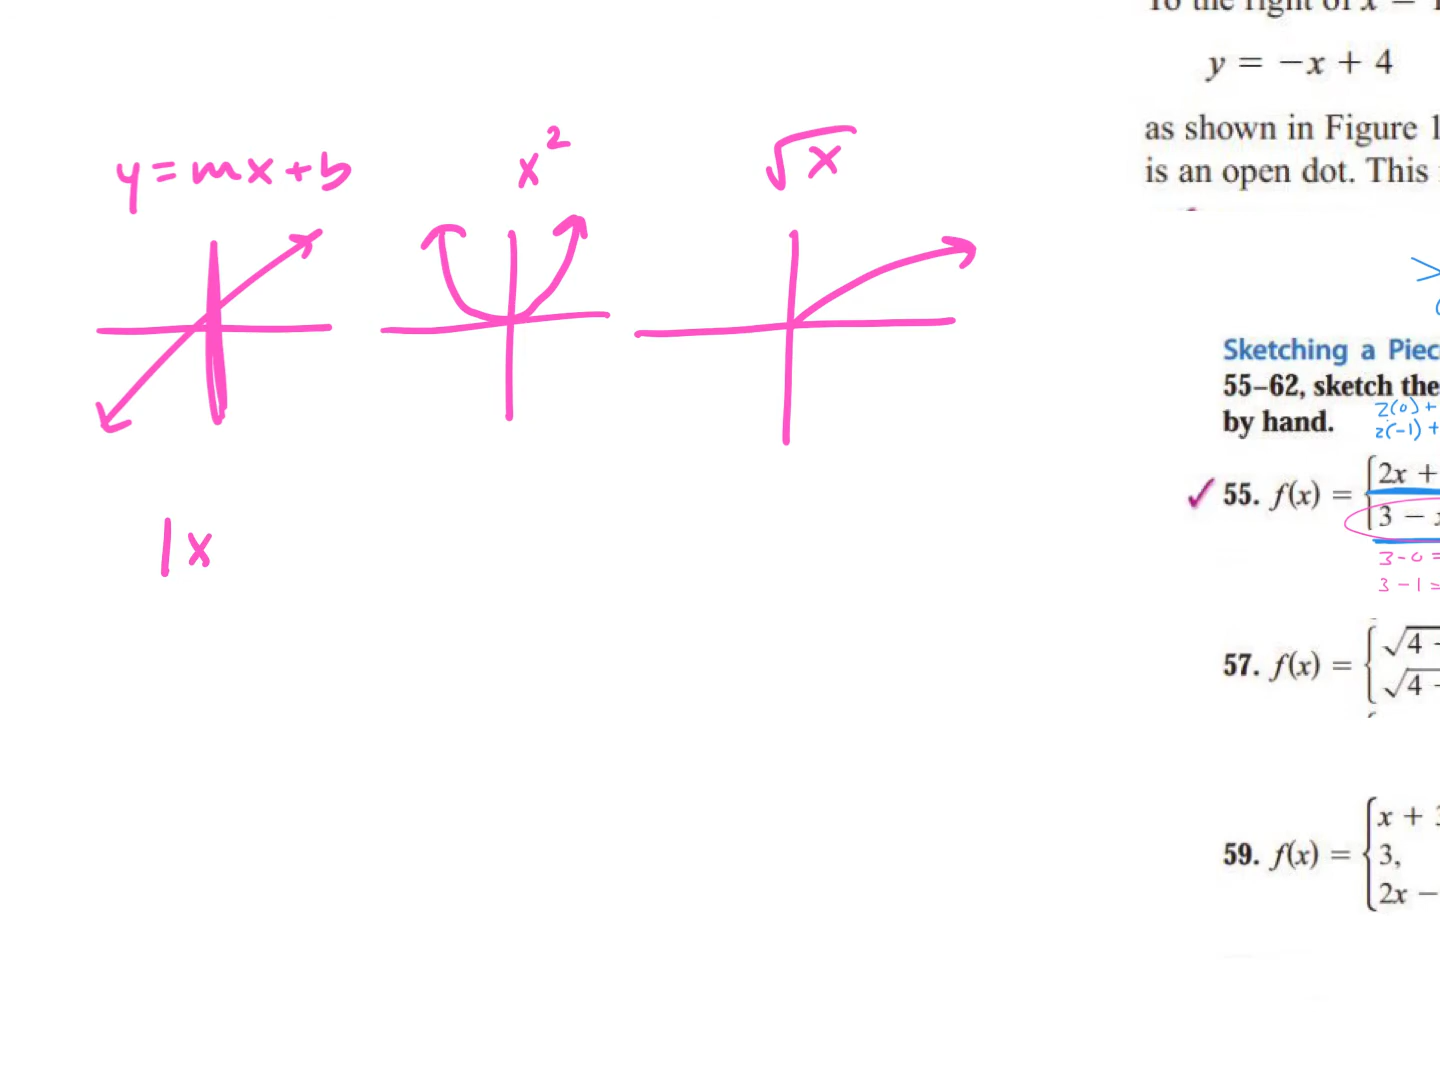 y = mx + b
x²
√x
|x
y = −x + 4
as shown in Figure 1
is an open dot. This
Sketching a Piec
55–62, sketch the
by hand.
2(0) +
2(-1) +
55. f(x) = {2x +
3 −
3 - 0 =
3 - 1 =
57. f(x) = {√4 -
√4 -
59. f(x) = {x +
3,
2x −